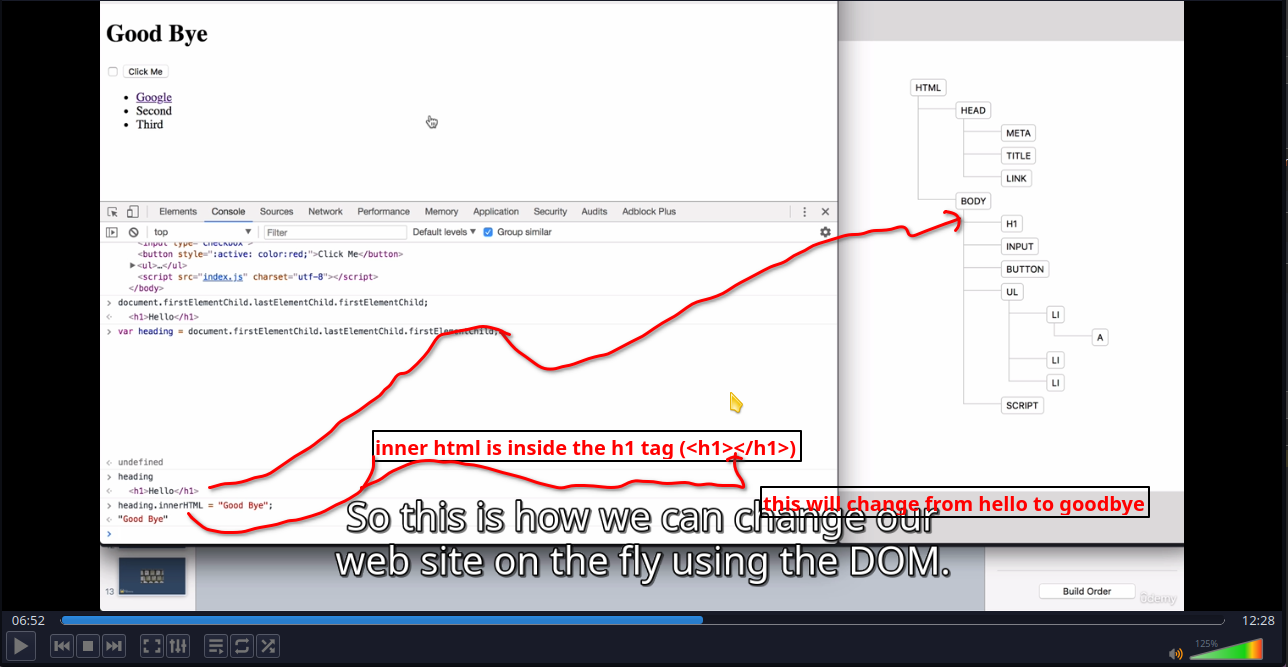 Good Bye
Click Me
Google
Second
Third
Elements Console Sources Network Performance Memory Application Security Audits Adblock Plus
top Filter Default levels Group similar
<input type="checkbox">
<button style=":active: color:red;">Click Me</button>
<ul>…</ul>
<script src="index.js" charset="utf-8"></script>
</body>
document.firstElementChild.lastElementChild.firstElementChild;
<h1>Hello</h1>
var heading = document.firstElementChild.lastElementChild.firstElementChild;
undefined
heading
<h1>Hello</h1>
heading.innerHTML = "Good Bye";
"Good Bye"
HTML
HEAD
META
TITLE
LINK
BODY
H1
INPUT
BUTTON
UL
LI
A
LI
LI
SCRIPT
inner html is inside the h1 tag (<h1></h1>)
this will change from hello to goodbye
So this is how we can change our
web site on the fly using the DOM.
13
Build Order
ûdemy
06:52 12:28
125%